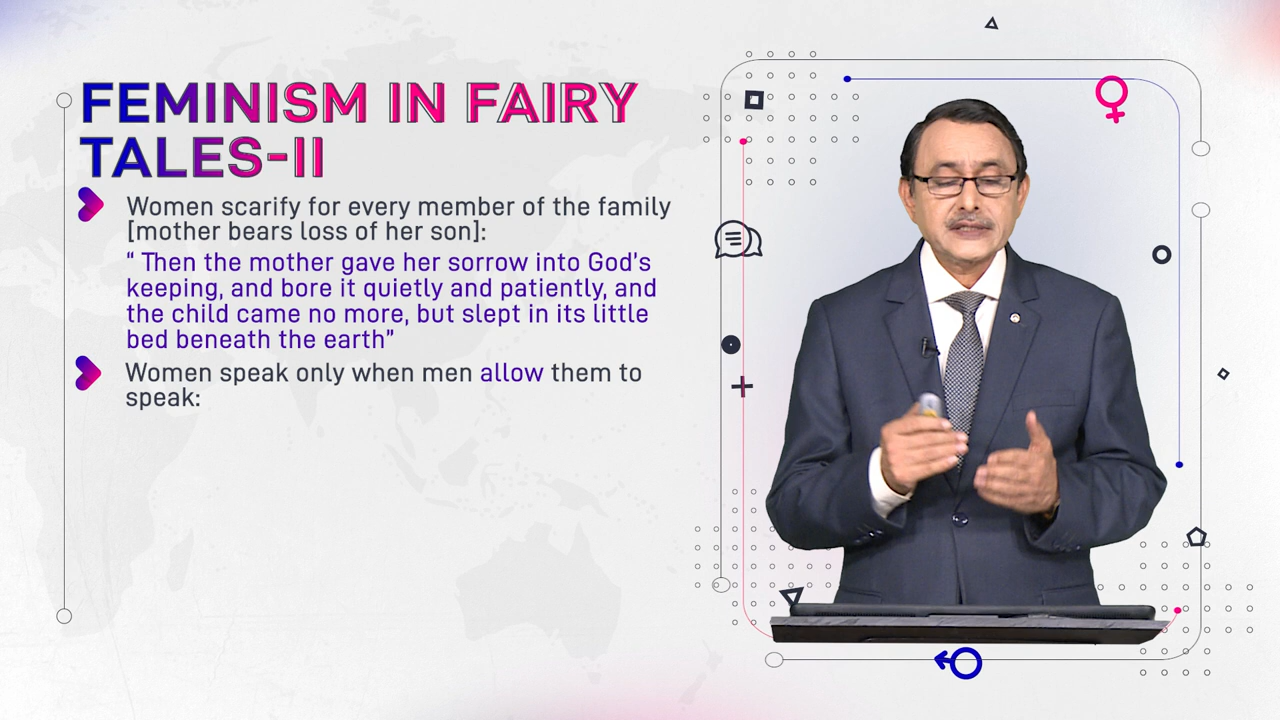 FEMINISM IN FAIRY
TALES-II
Women scarify for every member of the family
[mother bears loss of her son]:
“ Then the mother gave her sorrow into God’s
keeping, and bore it quietly and patiently, and
the child came no more, but slept in its little
bed beneath the earth”
Women speak only when men allow them to
speak: